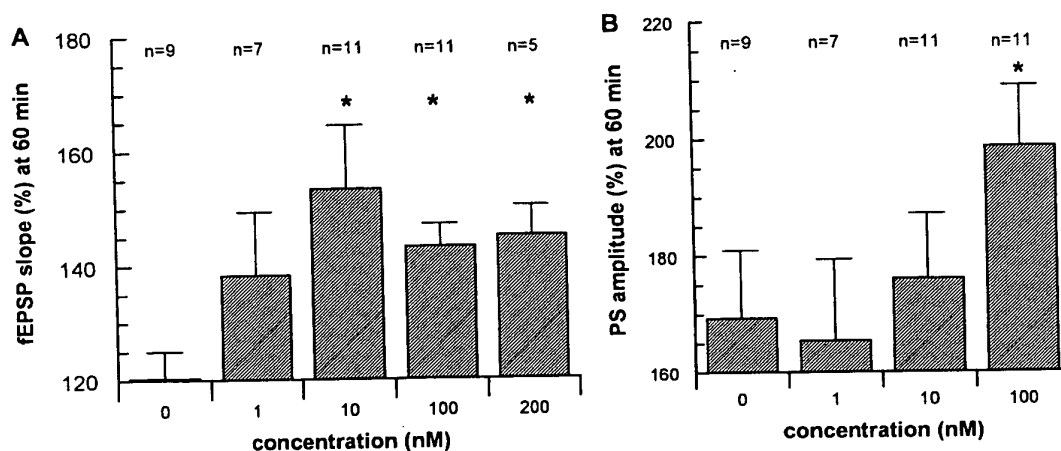 A
fEPSP slope (%) at 60 min
180
160
140
120
n=9 n=7 n=11 n=11 n=5
* * *
0 1 10 100 200
concentration (nM)
B
PS amplitude (%) at 60 min
220
200
180
160
n=9 n=7 n=11 n=11
*
0 1 10 100
concentration (nM)